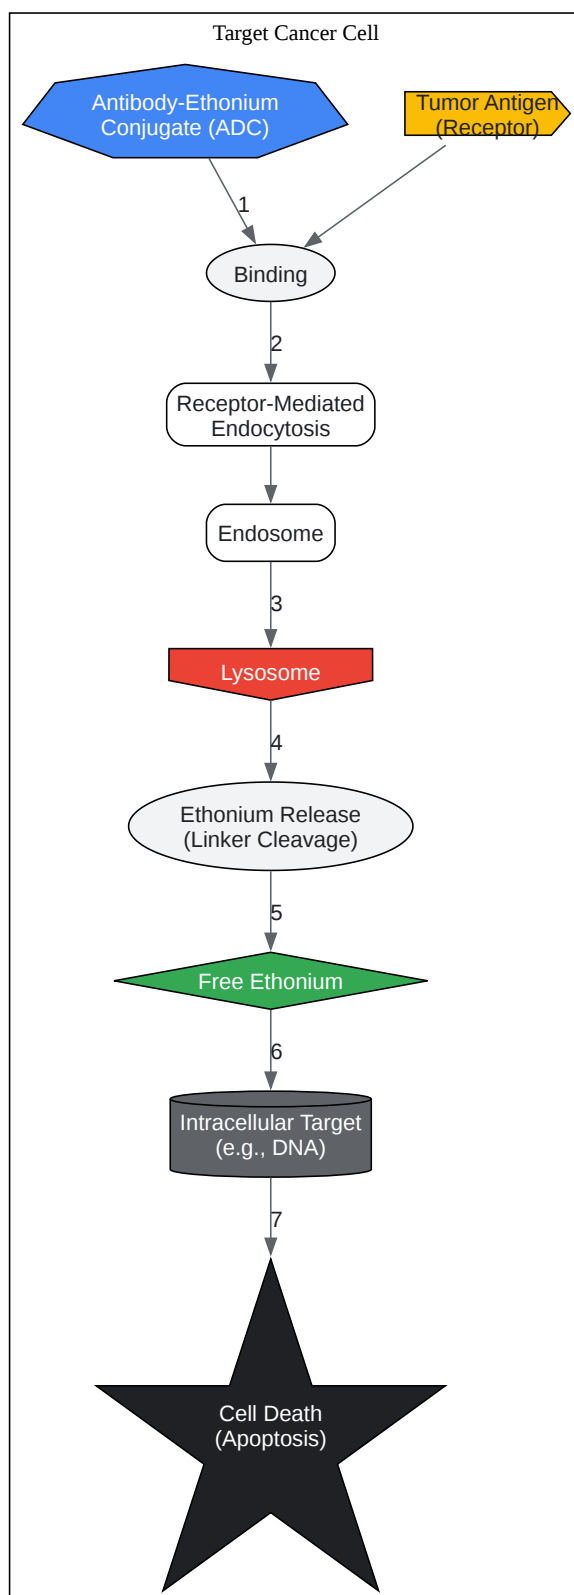 Target Cancer Cell
Antibody-Ethonium
Conjugate (ADC)
Tumor Antigen
(Receptor)
1
Binding
2
Receptor-Mediated
Endocytosis
Endosome
3
Lysosome
4
Ethonium Release
(Linker Cleavage)
5
Free Ethonium
6
Intracellular Target
(e.g., DNA)
7
Cell Death
(Apoptosis)